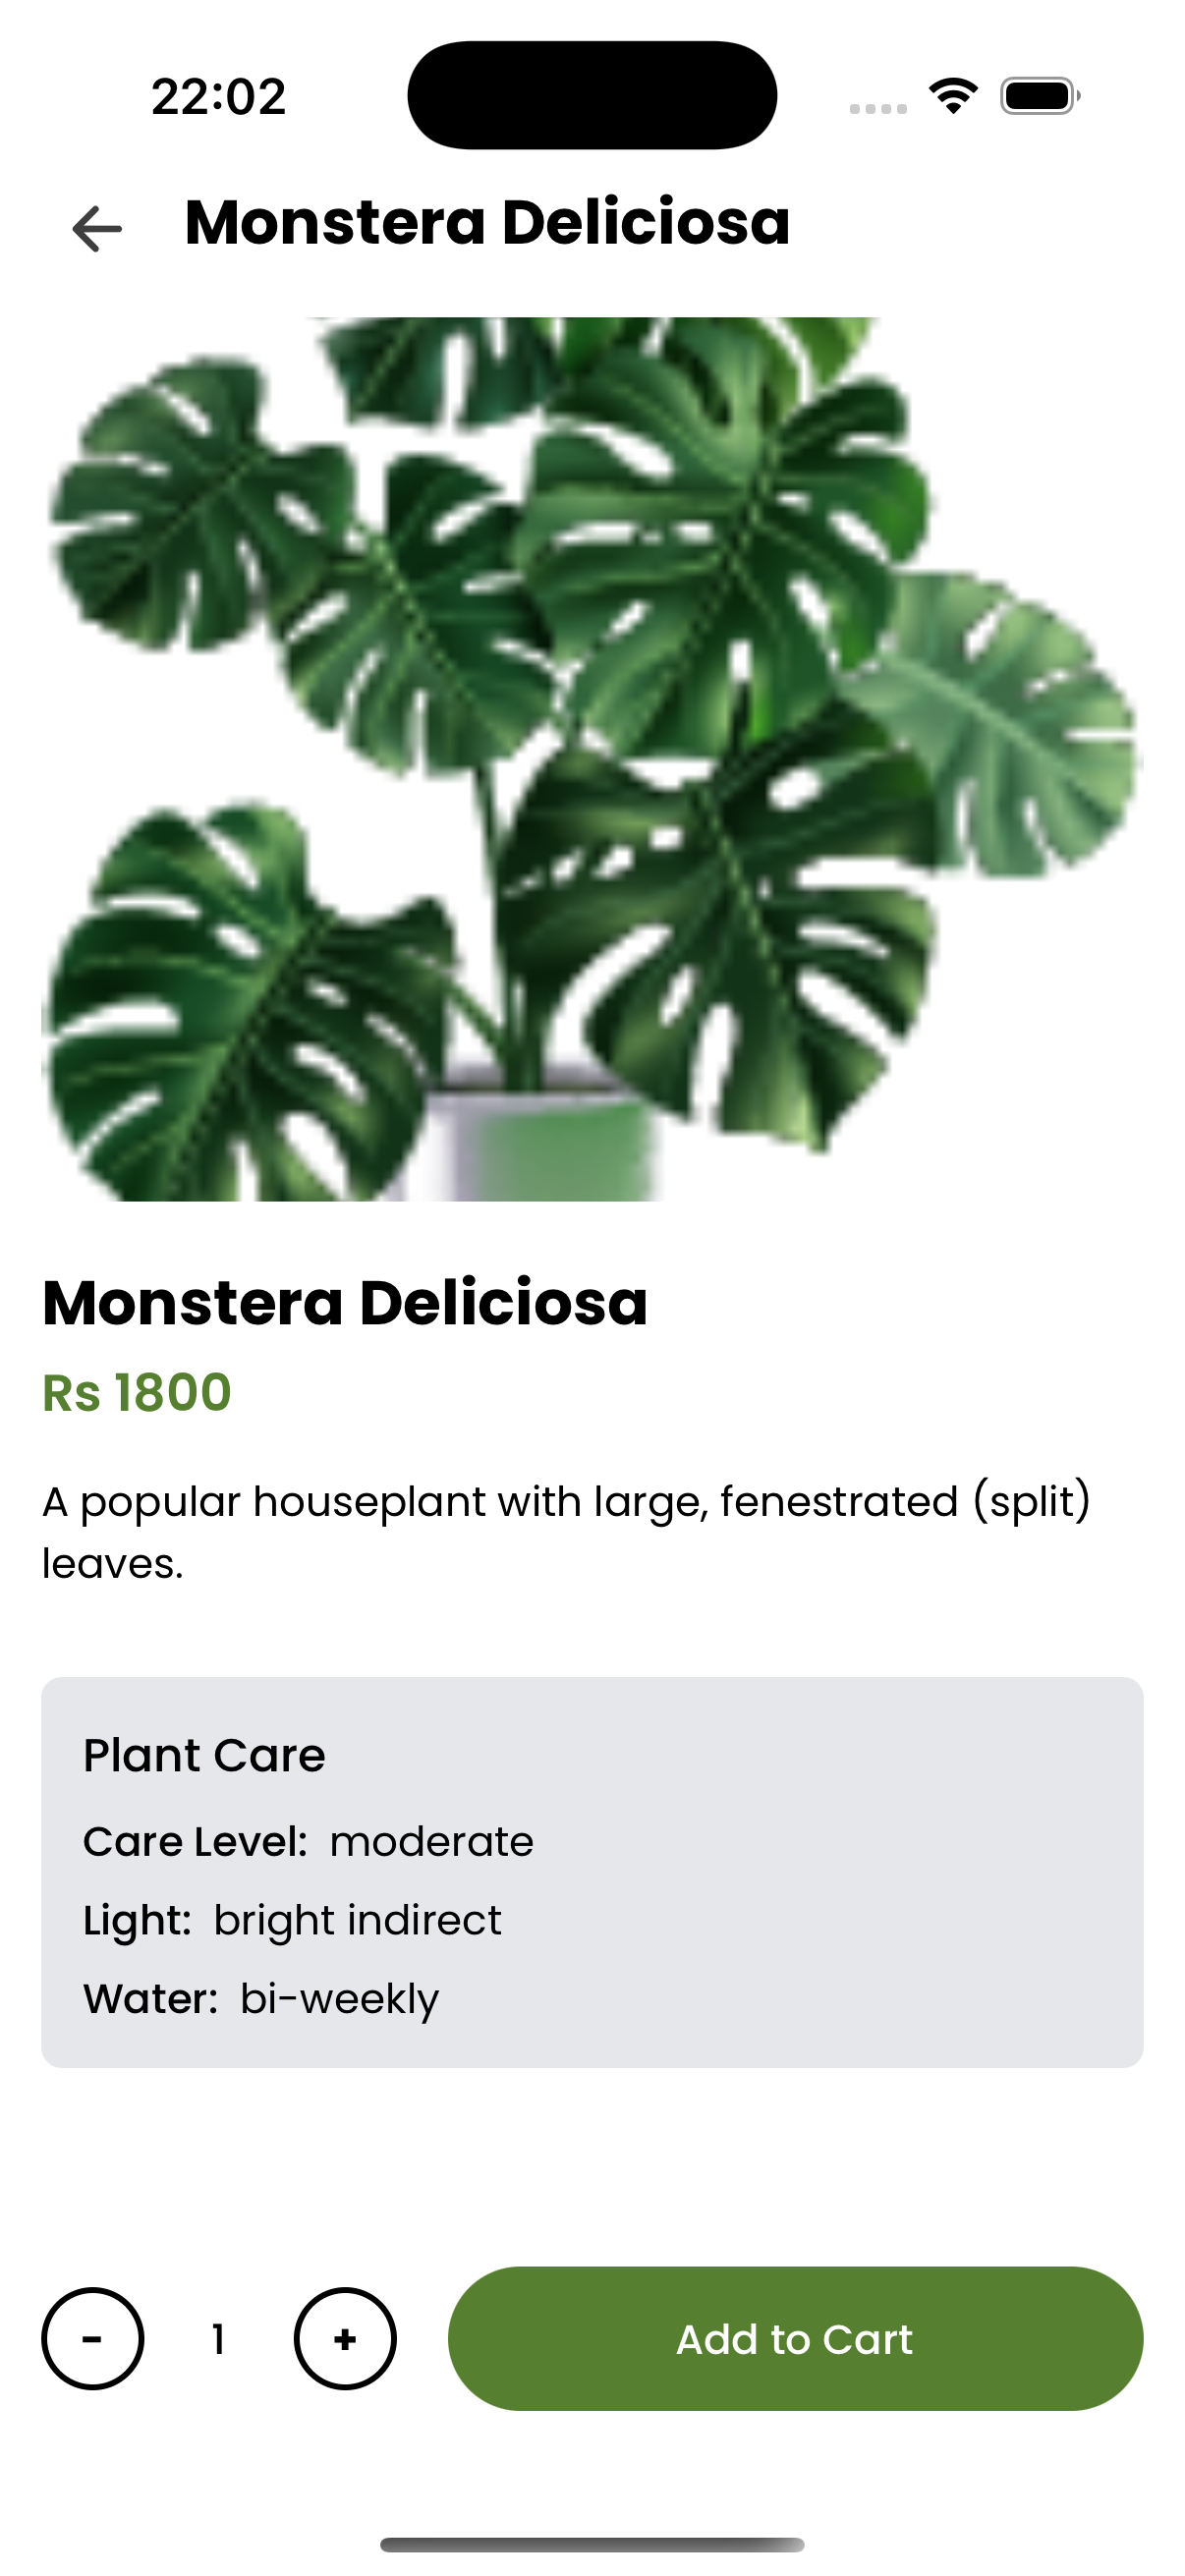 22:02
Monstera Deliciosa
Monstera Deliciosa
Rs 1800
A popular houseplant with large, fenestrated (split)
leaves.
Plant Care
Care Level: moderate
Light: bright indirect
Water: bi-weekly
- 1 + Add to Cart